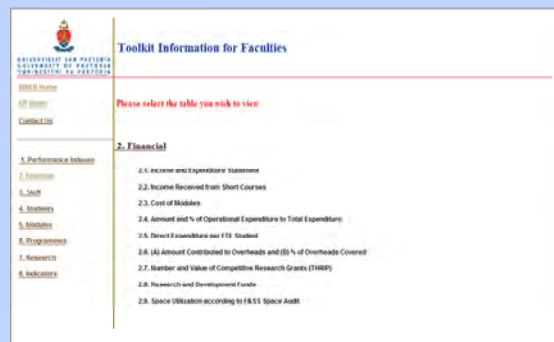 UNIVERSITEIT VAN PRETORIA
UNIVERSITY OF PRETORIA
YUNIBESITHI YA PRETORIA
Toolkit Information for Faculties
Home
UP
Contact Us
Please select the table you wish to view
1. Performance Indexes
2. Financial
3. Staff
4. Students
5. Modules
6. Programmes
7. Research
8. Indicators
2. Financial
2.1. Income and Expenditure Statement
2.2. Income Received from Short Courses
2.3. Cost of Modules
2.4. Amount and % of Operational Expenditure to Total Expenditure
2.5. Direct Expenditure per FTE Student
2.6. (A) Amount Contributed to Overheads and (B) % of Overheads Covered
2.7. Number and Value of Competitive Research Grants (THRIP)
2.8. Research and Development Funds
2.9. Space Utilisation according to F&SS Space Audit